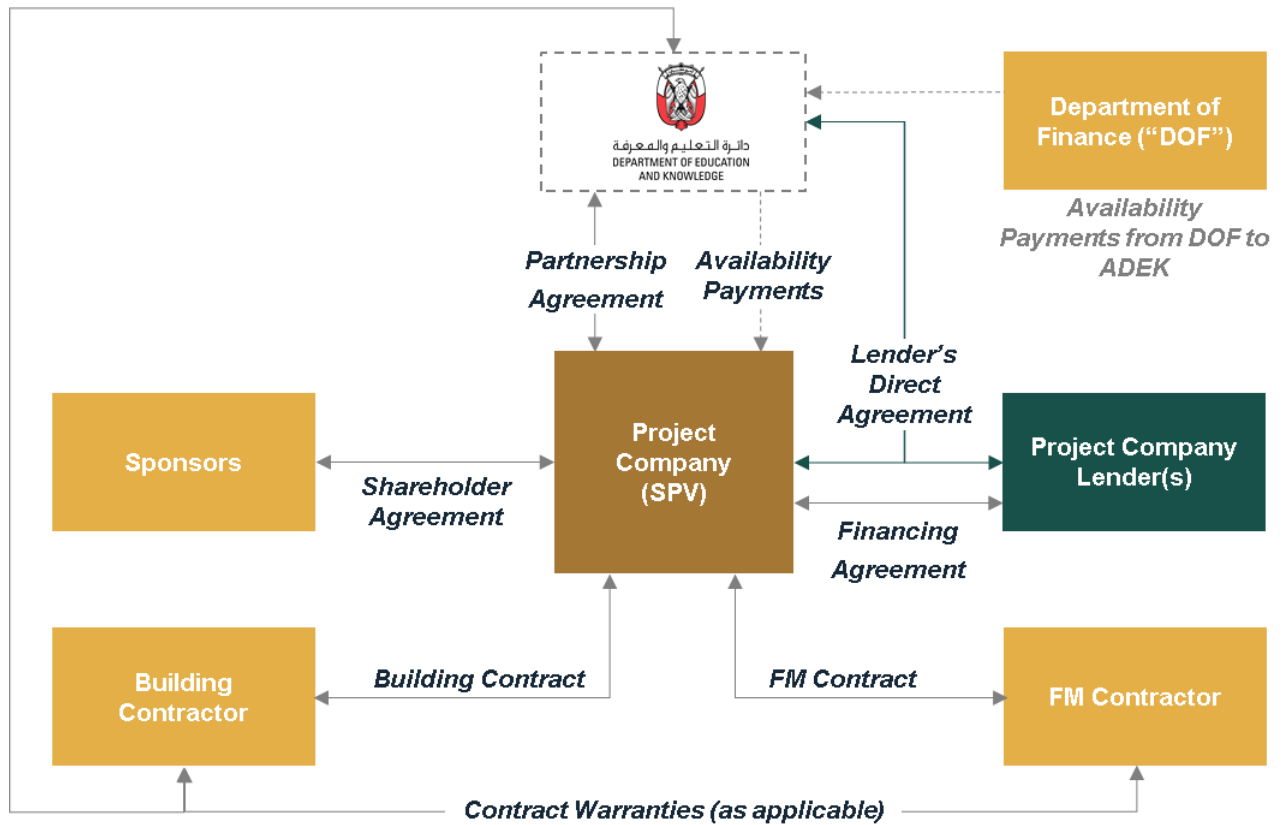 دائرة التعليم والمعرفة
DEPARTMENT OF EDUCATION
AND KNOWLEDGE
Department of
Finance (“DOF”)
Availability
Payments from DOF to
ADEK
Partnership
Agreement
Availability
Payments
Lender’s
Direct
Agreement
Sponsors
Shareholder
Agreement
Project
Company
(SPV)
Project Company
Lender(s)
Financing
Agreement
Building
Contractor
Building Contract
FM Contract
FM Contractor
Contract Warranties (as applicable)